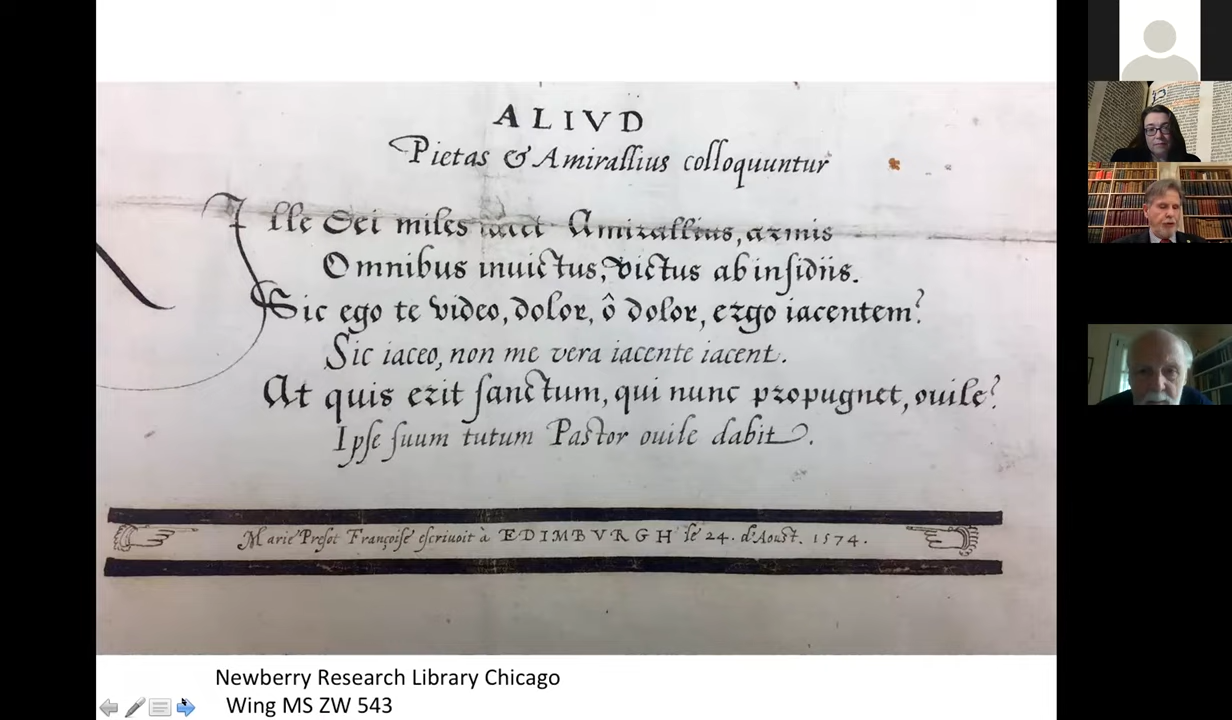 ALIVD
Pietas & Amirallius colloquuntur
Ille Dei miles iacet Amirallius, armis
Omnibus inuictus, victus ab insidiis.
Sic ego te video, dolor, ô dolor, ergo iacentem?
Sic iaceo, non me vera iacente iacent.
At quis erit sanctum, qui nunc propugnet, ouile?
Ipse suum tutum Pastor ouile dabit.
Marie Presot Françoise escriuoit à EDIMBVRGH le 24. d'Aoust. 1574.
Newberry Research Library Chicago
Wing MS ZW 543